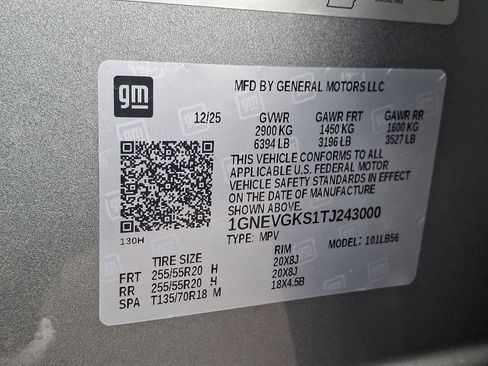 gm
MFD BY GENERAL MOTORS LLC
12/25 GVWR GAWR FRT GAWR RR
2900 KG 1450 KG 1600 KG
6394 LB 3196 LB 3527 LB
THIS VEHICLE CONFORMS TO ALL
APPLICABLE U.S. FEDERAL MOTOR
VEHICLE SAFETY STANDARDS IN EFFECT
ON THE DATE OF MANUFACTURE
SHOWN ABOVE.
1GNEVGKS1TJ243000
130H TYPE: MPV MODEL: 101LB56
TIRE SIZE RIM
FRT 255/55R20 H 20X8J
RR 255/55R20 H 20X8J
SPA T135/70R18 M 18X4.5B